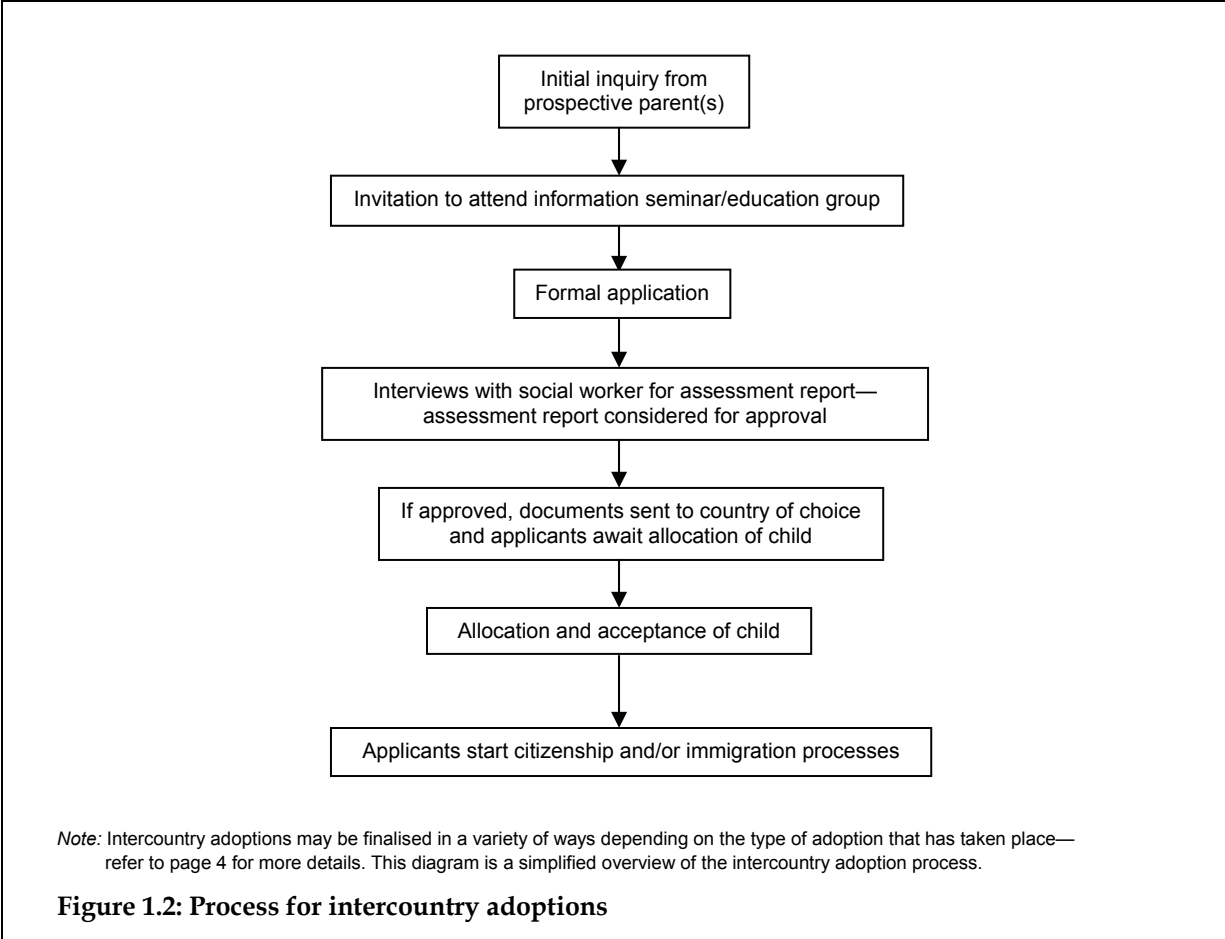 Initial inquiry from
prospective parent(s)
Invitation to attend information seminar/education group
Formal application
Interviews with social worker for assessment report—
assessment report considered for approval
If approved, documents sent to country of choice
and applicants await allocation of child
Allocation and acceptance of child
Applicants start citizenship and/or immigration processes
Note: Intercountry adoptions may be finalised in a variety of ways depending on the type of adoption that has taken place—
refer to page 4 for more details. This diagram is a simplified overview of the intercountry adoption process.
Figure 1.2: Process for intercountry adoptions